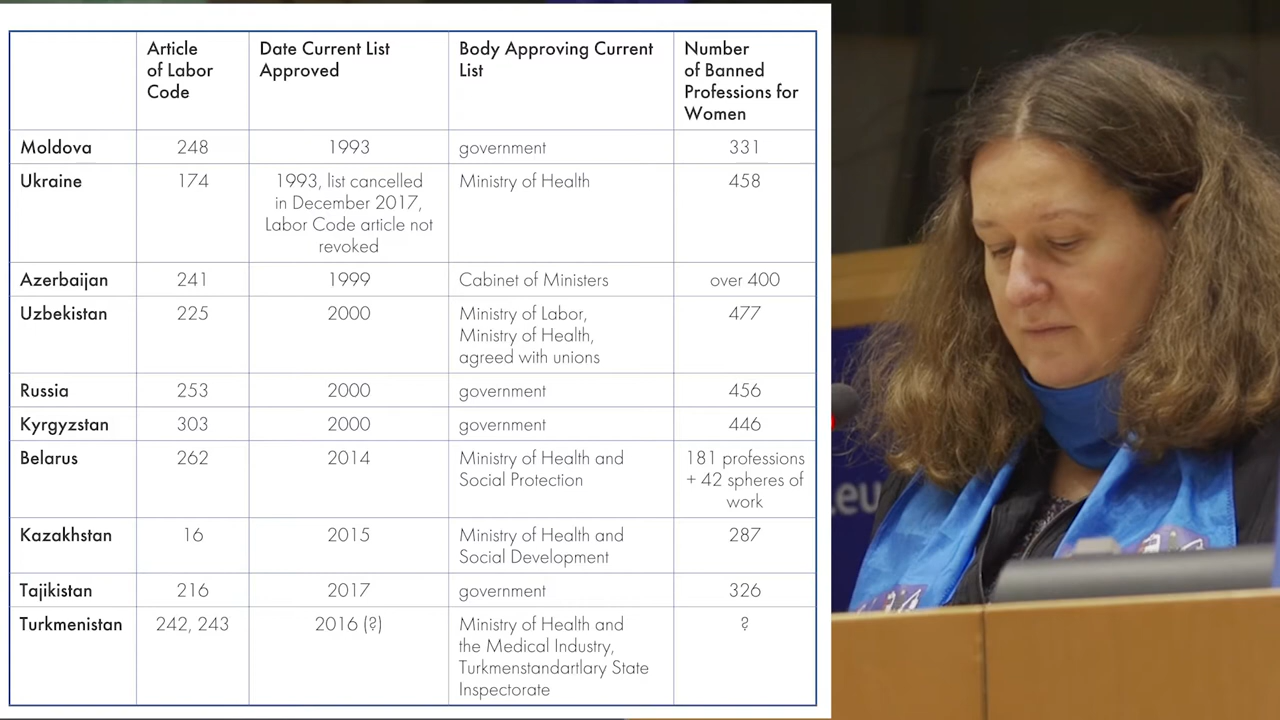 Article of Labor Code
Date Current List Approved
Body Approving Current List
Number of Banned Professions for Women
Moldova 248 1993 government 331
Ukraine 174 1993, list cancelled in December 2017, Labor Code article not revoked Ministry of Health 458
Azerbaijan 241 1999 Cabinet of Ministers over 400
Uzbekistan 225 2000 Ministry of Labor, Ministry of Health, agreed with unions 477
Russia 253 2000 government 456
Kyrgyzstan 303 2000 government 446
Belarus 262 2014 Ministry of Health and Social Protection 181 professions + 42 spheres of work
Kazakhstan 16 2015 Ministry of Health and Social Development 287
Tajikistan 216 2017 government 326
Turkmenistan 242, 243 2016 (?) Ministry of Health and the Medical Industry, Turkmenstandartlary State Inspectorate ?
.eu